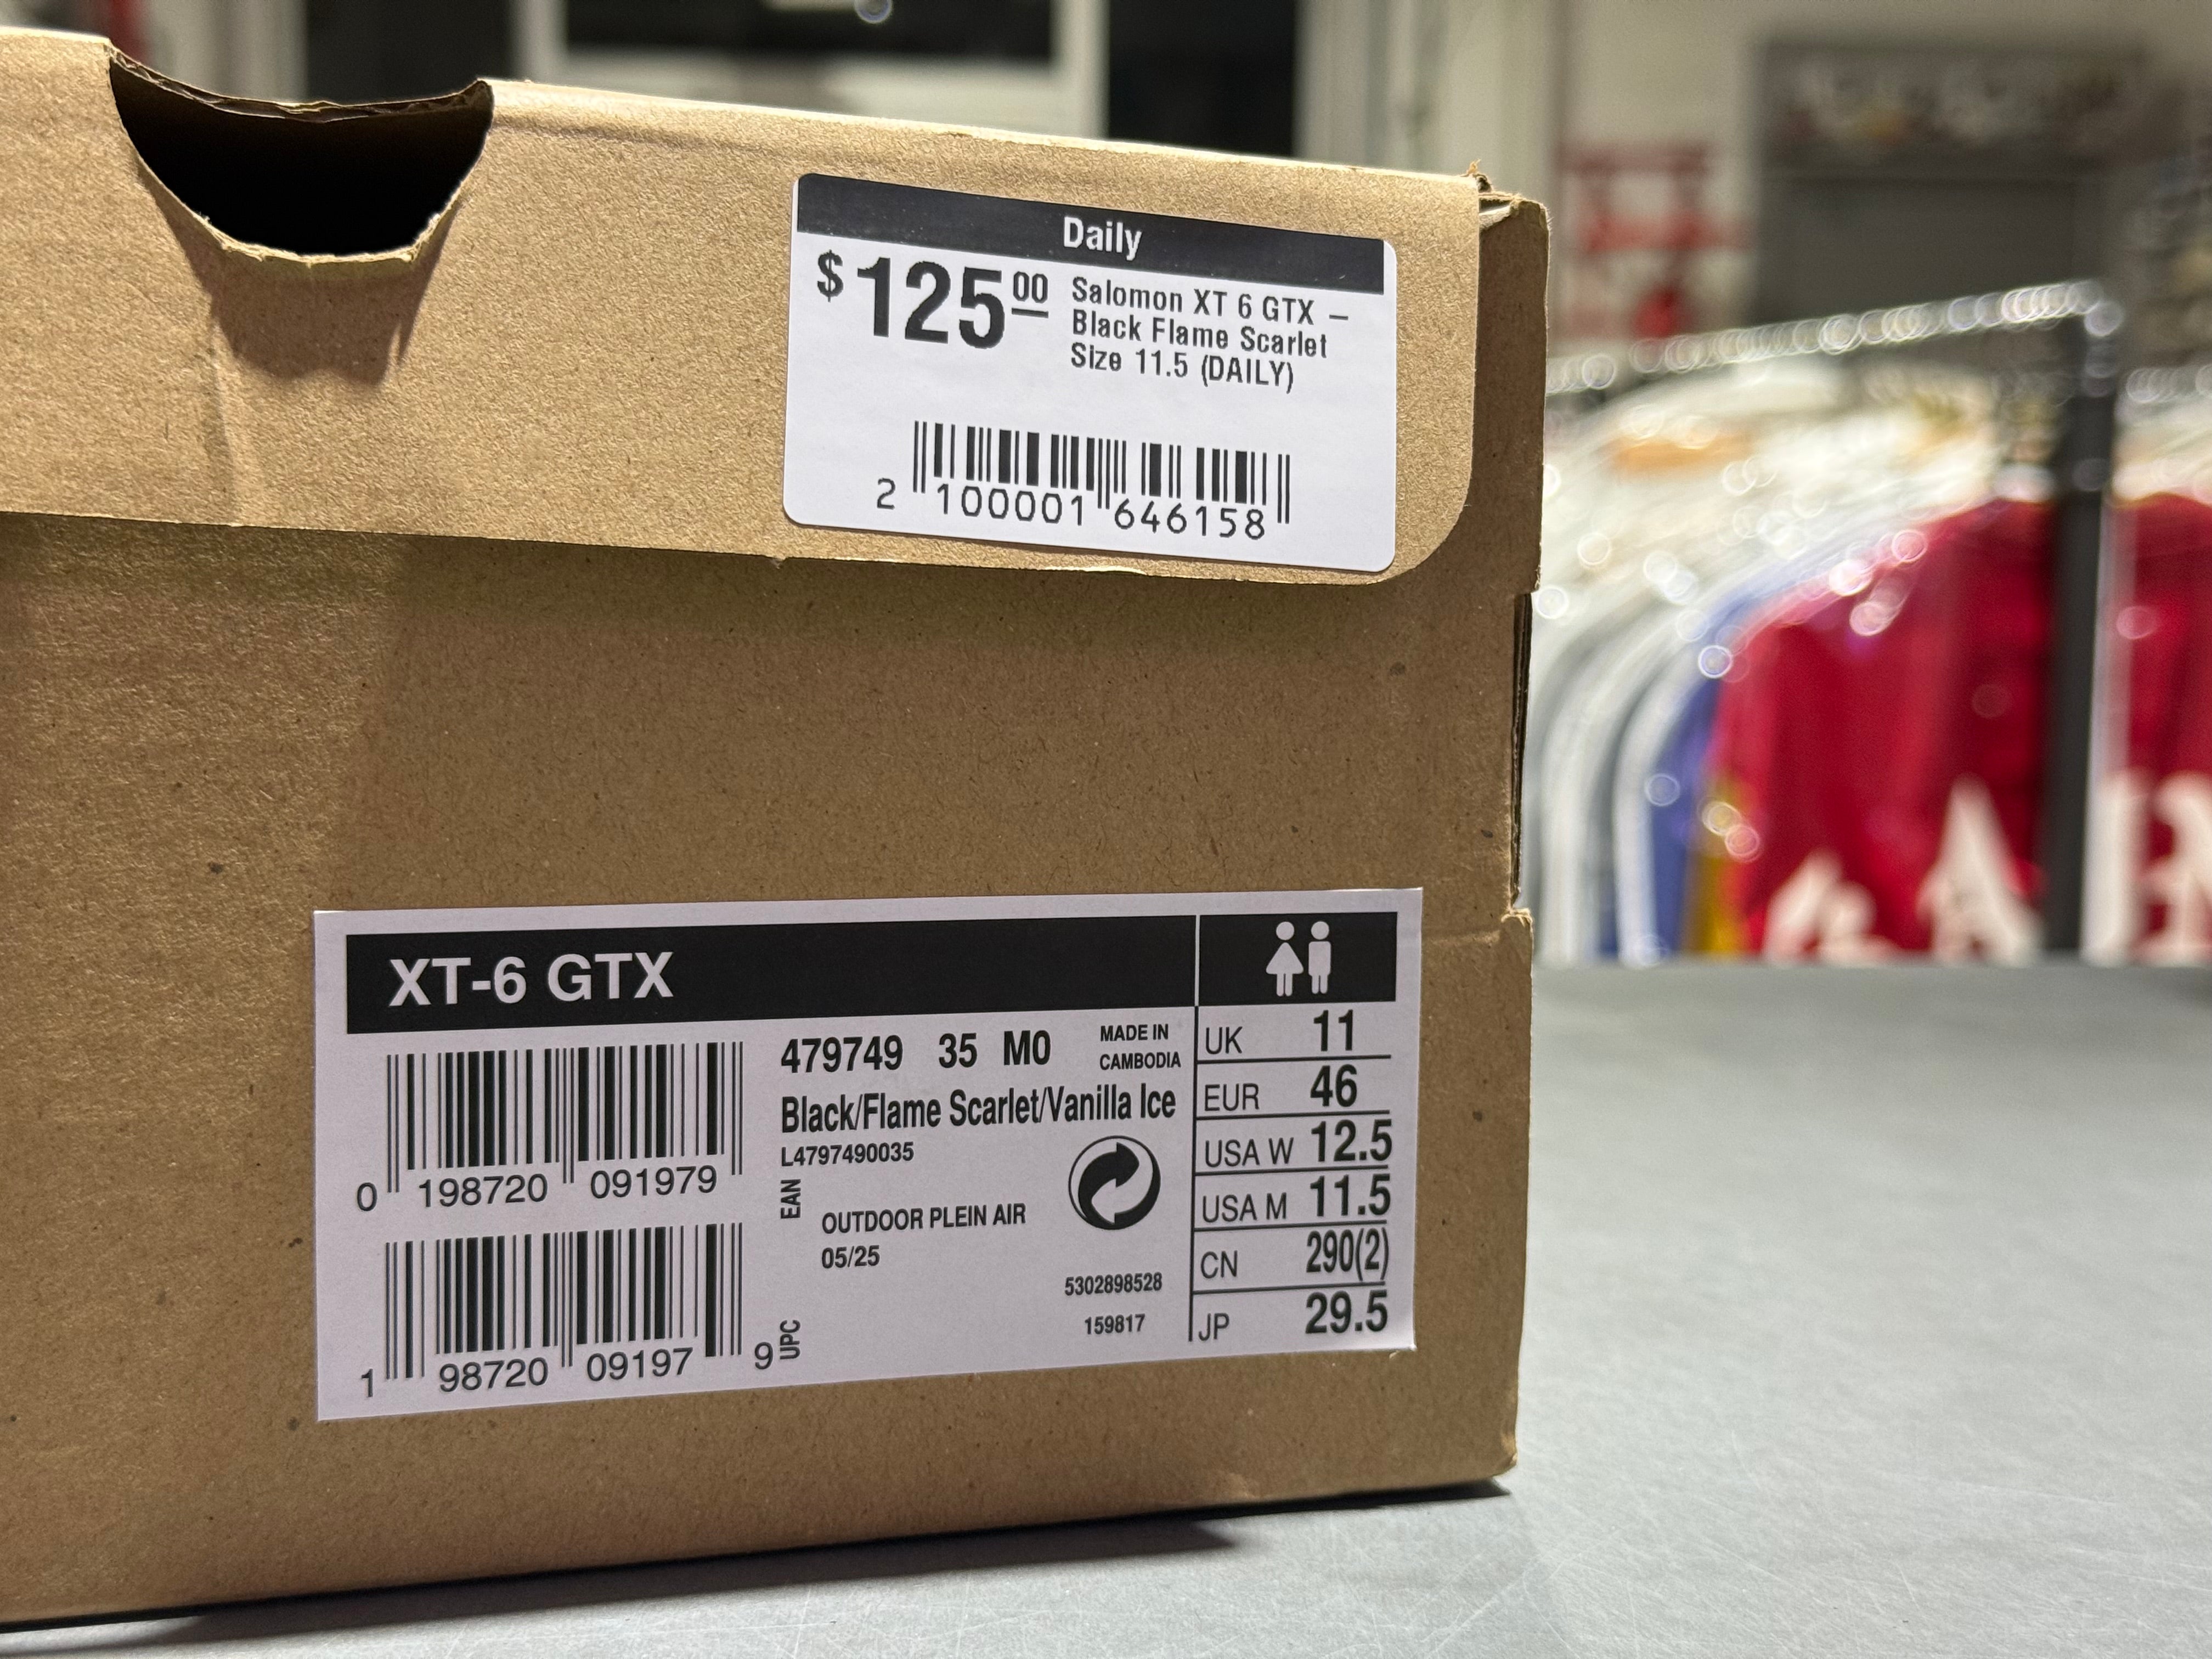 Daily
$125 00
Salomon XT 6 GTX –
Black Flame Scarlet
Size 11.5 (DAILY)
2 100001 646158
XT-6 GTX
479749 35 M0
MADE IN
CAMBODIA
Black/Flame Scarlet/Vanilla Ice
L4797490035
0 198720 091979
EAN
OUTDOOR PLEIN AIR
05/25
5302898528
159817
1 98720 09197 9
UPC
UK 11
EUR 46
USA W 12.5
USA M 11.5
CN 290(2)
JP 29.5